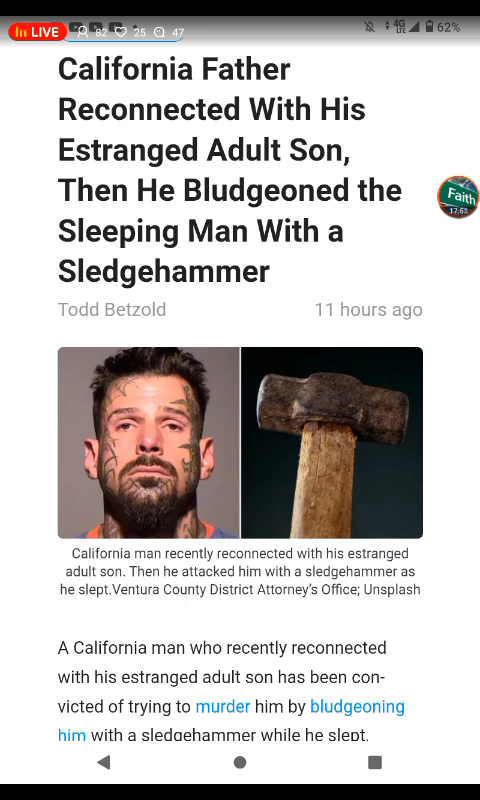 LIVE 82 25 47 4G LTE 62%
California Father
Reconnected With His
Estranged Adult Son,
Then He Bludgeoned the
Sleeping Man With a
Sledgehammer
Faith
17:53
Todd Betzold 11 hours ago
California man recently reconnected with his estranged
adult son. Then he attacked him with a sledgehammer as
he slept.Ventura County District Attorney's Office; Unsplash
A California man who recently reconnected
with his estranged adult son has been con-
victed of trying to murder him by bludgeoning
him with a sledgehammer while he slept.